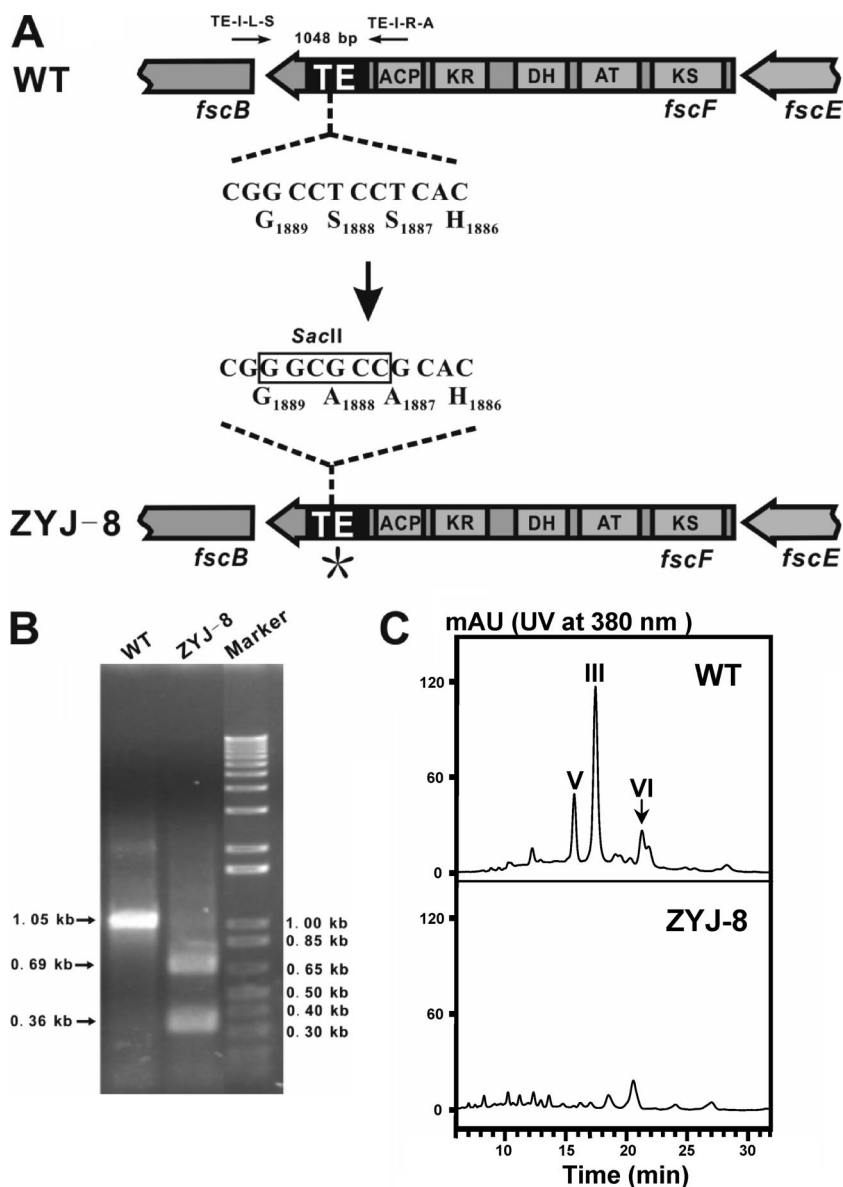 A
TE-I-L-S 1048 bp TE-I-R-A
WT
TE ACP KR DH AT KS
fscB fscF fscE
CGG CCT CCT CAC
G1889 S1888 S1887 H1886
SacII
CGG GCGCCGCAC
G1889 A1888 A1887 H1886
ZYJ-8
TE ACP KR DH AT KS
fscB fscF fscE
*
B
WT ZYJ-8 Marker
1.05 kb
0.69 kb
0.36 kb
1.00 kb
0.85 kb
0.65 kb
0.50 kb
0.40 kb
0.30 kb
C
mAU (UV at 380 nm )
WT
III
V
VI
120
60
0
ZYJ-8
120
60
0
10 15 20 25 30
Time (min)